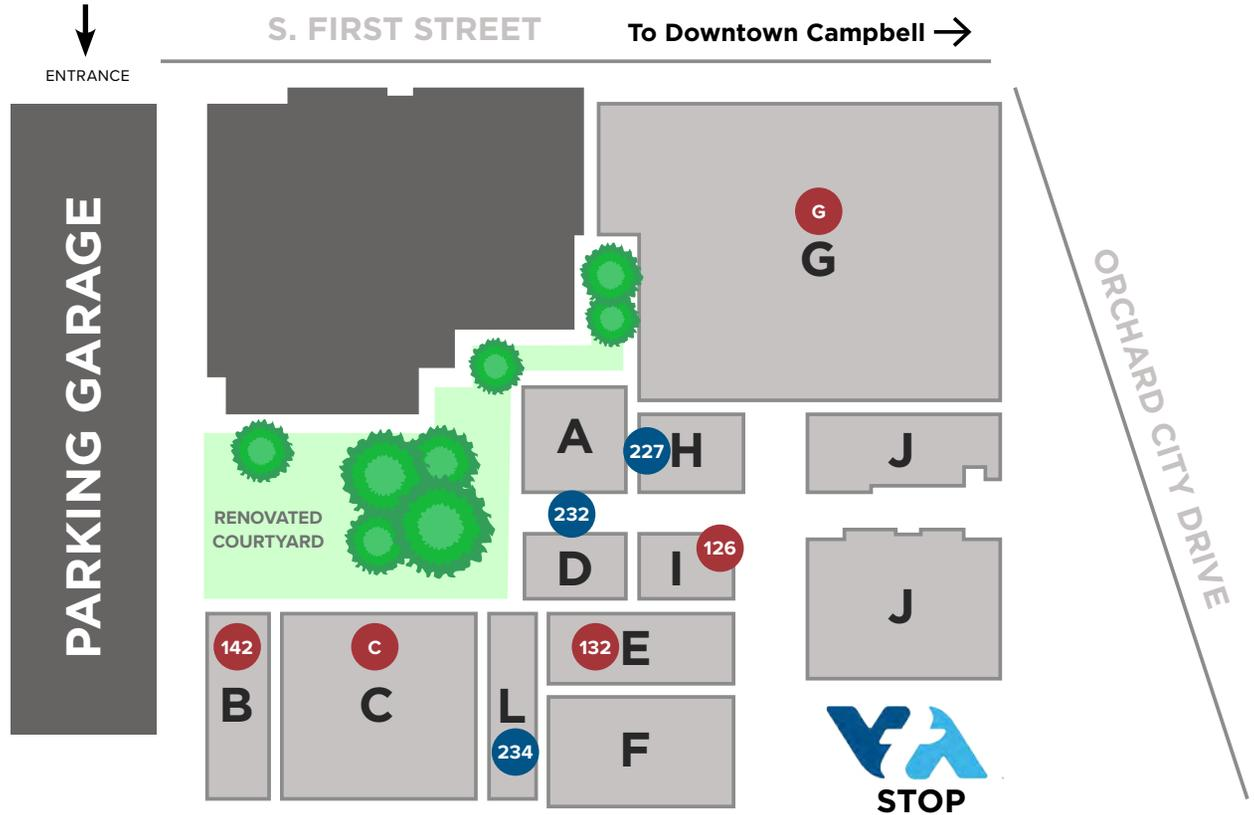 S. FIRST STREET
To Downtown Campbell
ENTRANCE
PARKING GARAGE
G
G
ORCHARD CITY DRIVE
A
227
H
J
232
RENOVATED
COURTYARD
D
I
126
J
142
B
C
C
L
234
132
E
F
VTA
STOP